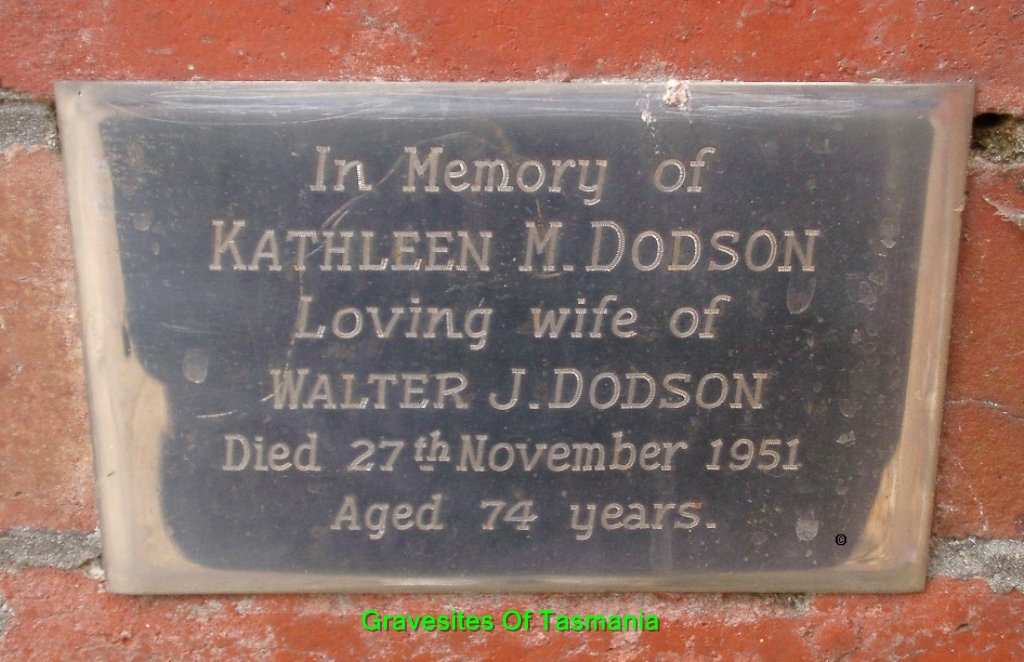 In Memory of
KATHLEEN M. DODSON
Loving wife of
WALTER J. DODSON
Died 27th November 1951
Aged 74 years.
©
Gravesites Of Tasmania